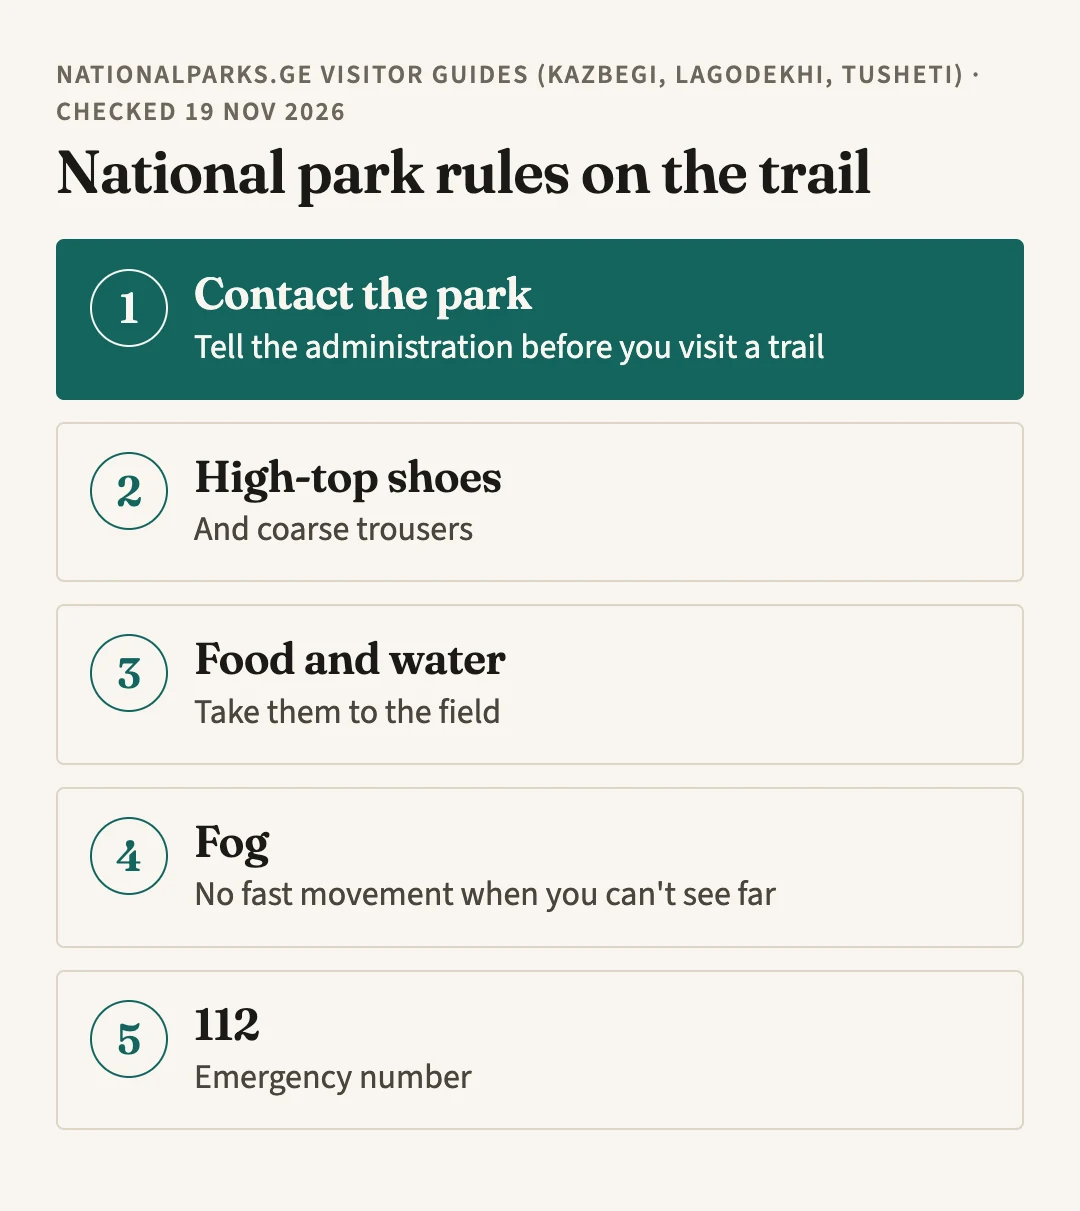 NATIONALPARKS.GE VISITOR GUIDES (KAZBEGI, LAGODEKHI, TUSHETI) ·
CHECKED 19 NOV 2026
National park rules on the trail
1
Contact the park
Tell the administration before you visit a trail
2
High-top shoes
And coarse trousers
3
Food and water
Take them to the field
4
Fog
No fast movement when you can't see far
5
112
Emergency number